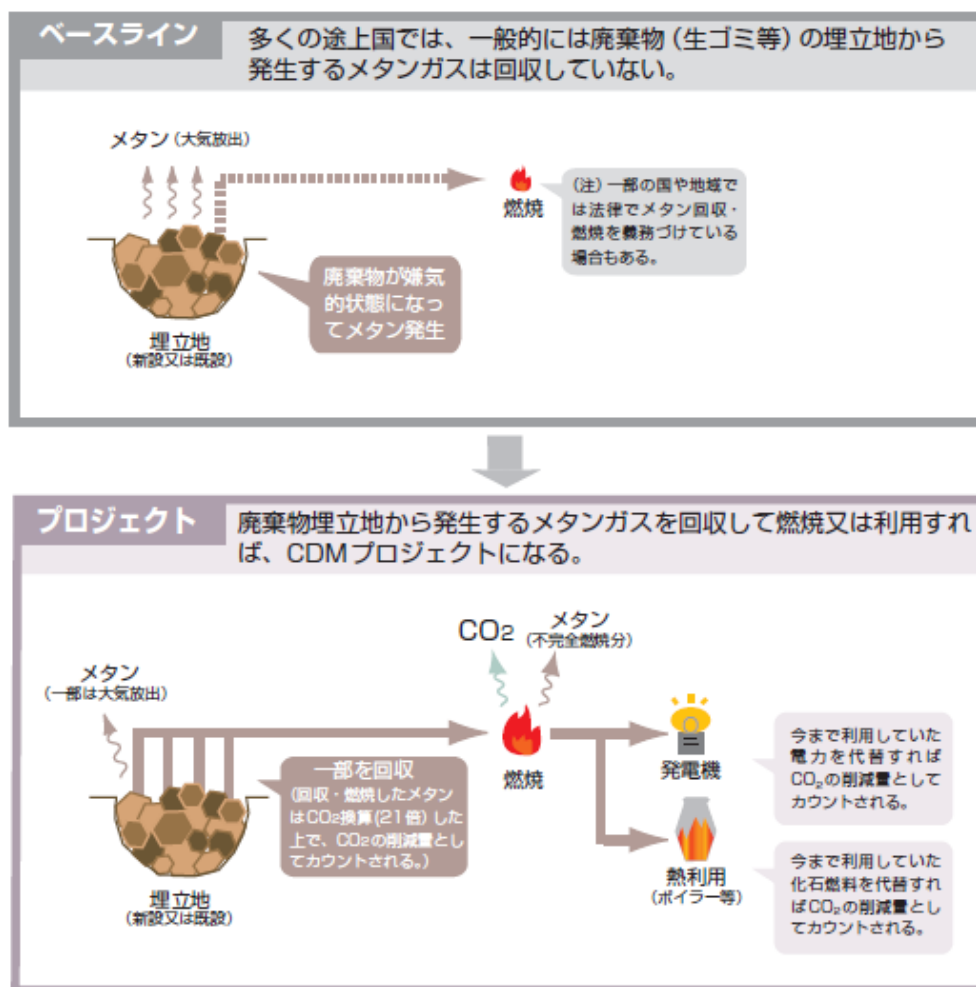 ベースライン
多くの途上国では、一般的には廃棄物（生ゴミ等）の埋立地から
発生するメタンガスは回収していない。
メタン（大気放出）
燃焼
（注）一部の国や地域で
は法律でメタン回収・
燃焼を義務づけている
場合もある。
廃棄物が嫌気
的状態になっ
てメタン発生
埋立地
（新設又は既設）
プロジェクト
廃棄物埋立地から発生するメタンガスを回収して燃焼又は利用すれ
ば、CDMプロジェクトになる。
CO₂
メタン
（不完全燃焼分）
メタン
（一部は大気放出）
燃焼
一部を回収
（回収・燃焼したメタン
はCO₂換算（21倍）した
上で、CO₂の削減量とし
てカウントされる。）
埋立地
（新設又は既設）
発電機
今まで利用していた
電力を代替すれば
CO₂の削減量として
カウントされる。
熱利用
（ボイラー等）
今まで利用していた
化石燃料を代替すれ
ばCO₂の削減量とし
てカウントされる。